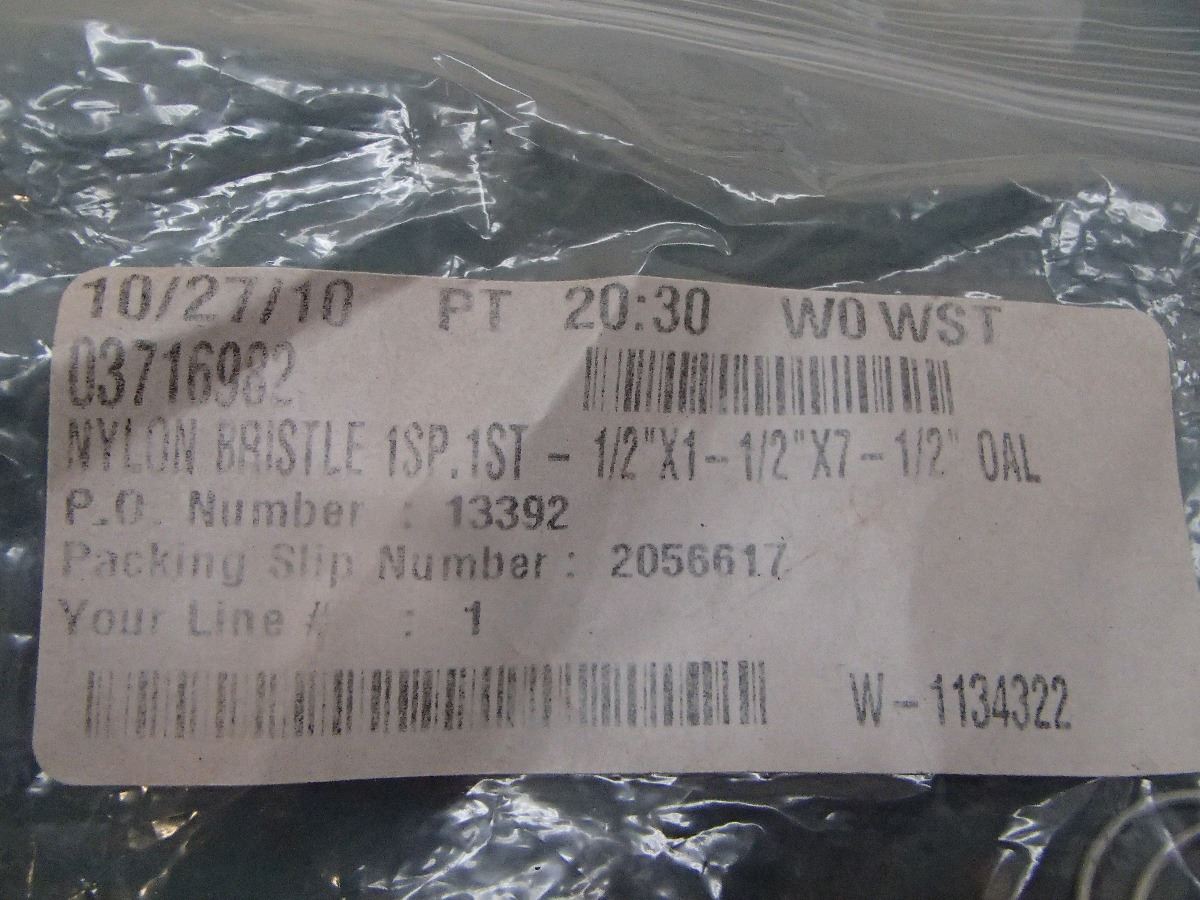 10/27/10 PT 20:30 W0 WST
03716982
NYLON BRISTLE 1SP.1ST - 1/2"X1-1/2"X7-1/2" OAL
P.O. Number : 13392
Packing Slip Number : 2056617
Your Line # : 1
W-1134322